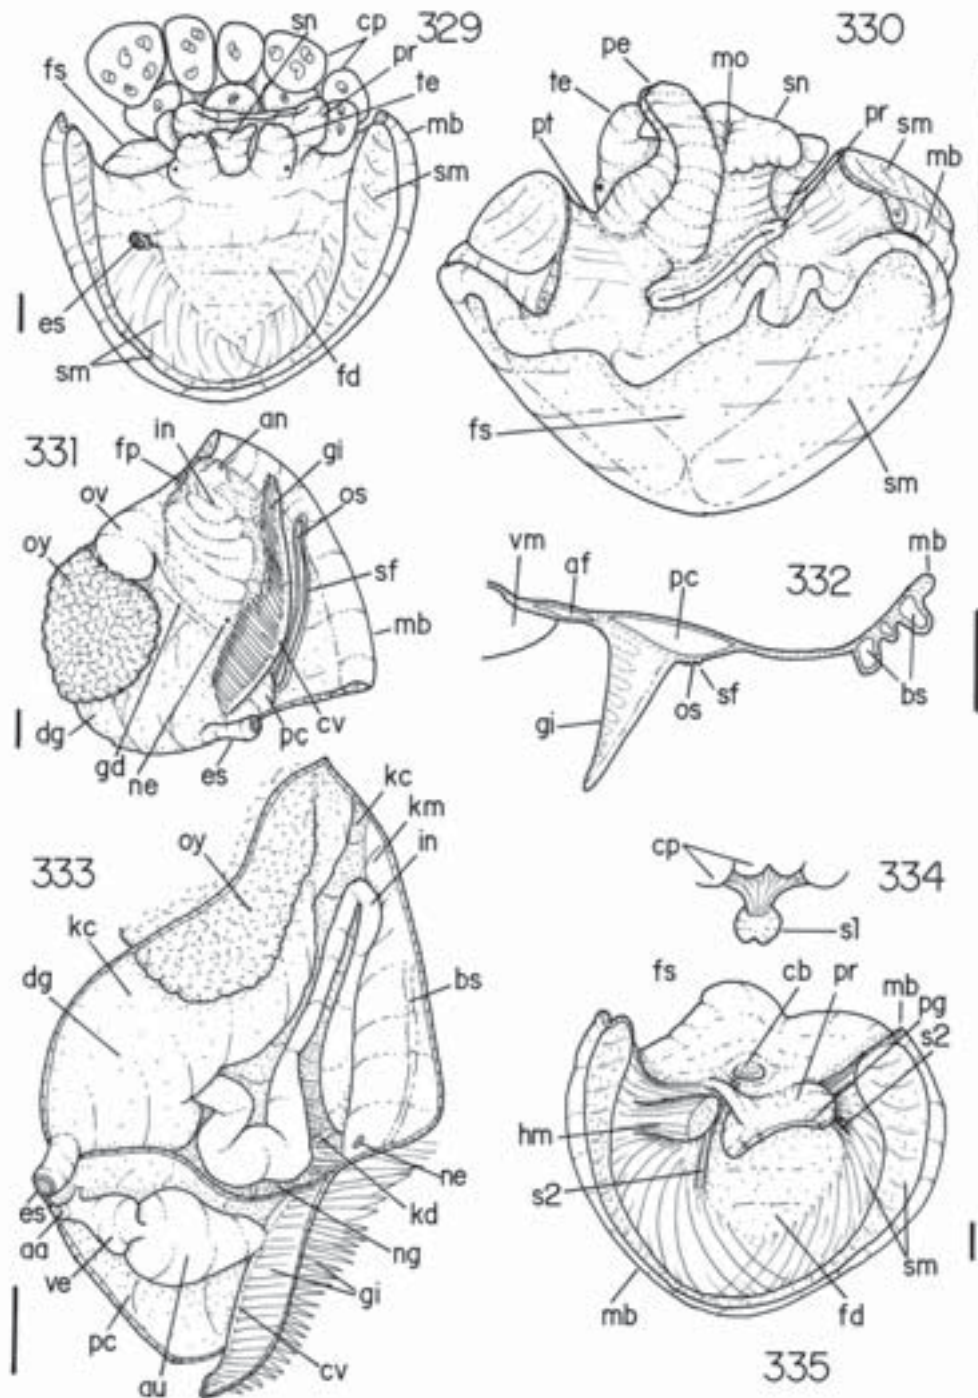 sn cp 329
fs pr
te
mb
sm
es
sm fd
330
pe mo
te sn
pt pr sm
mb
fs
sm
331
in an
fp gi
ov os
oy
sf
mb
dg
gd pc cv
ne es
332
vm af pc mb
gi os sf bs
333
kc
km
oy in
kc
dg
bs
es ne
aa kd
ve ng
gi
pc
au cv
334
cp
s1
fs cb pr mb
pg
s2
hm
s2
sm
mb fd
335